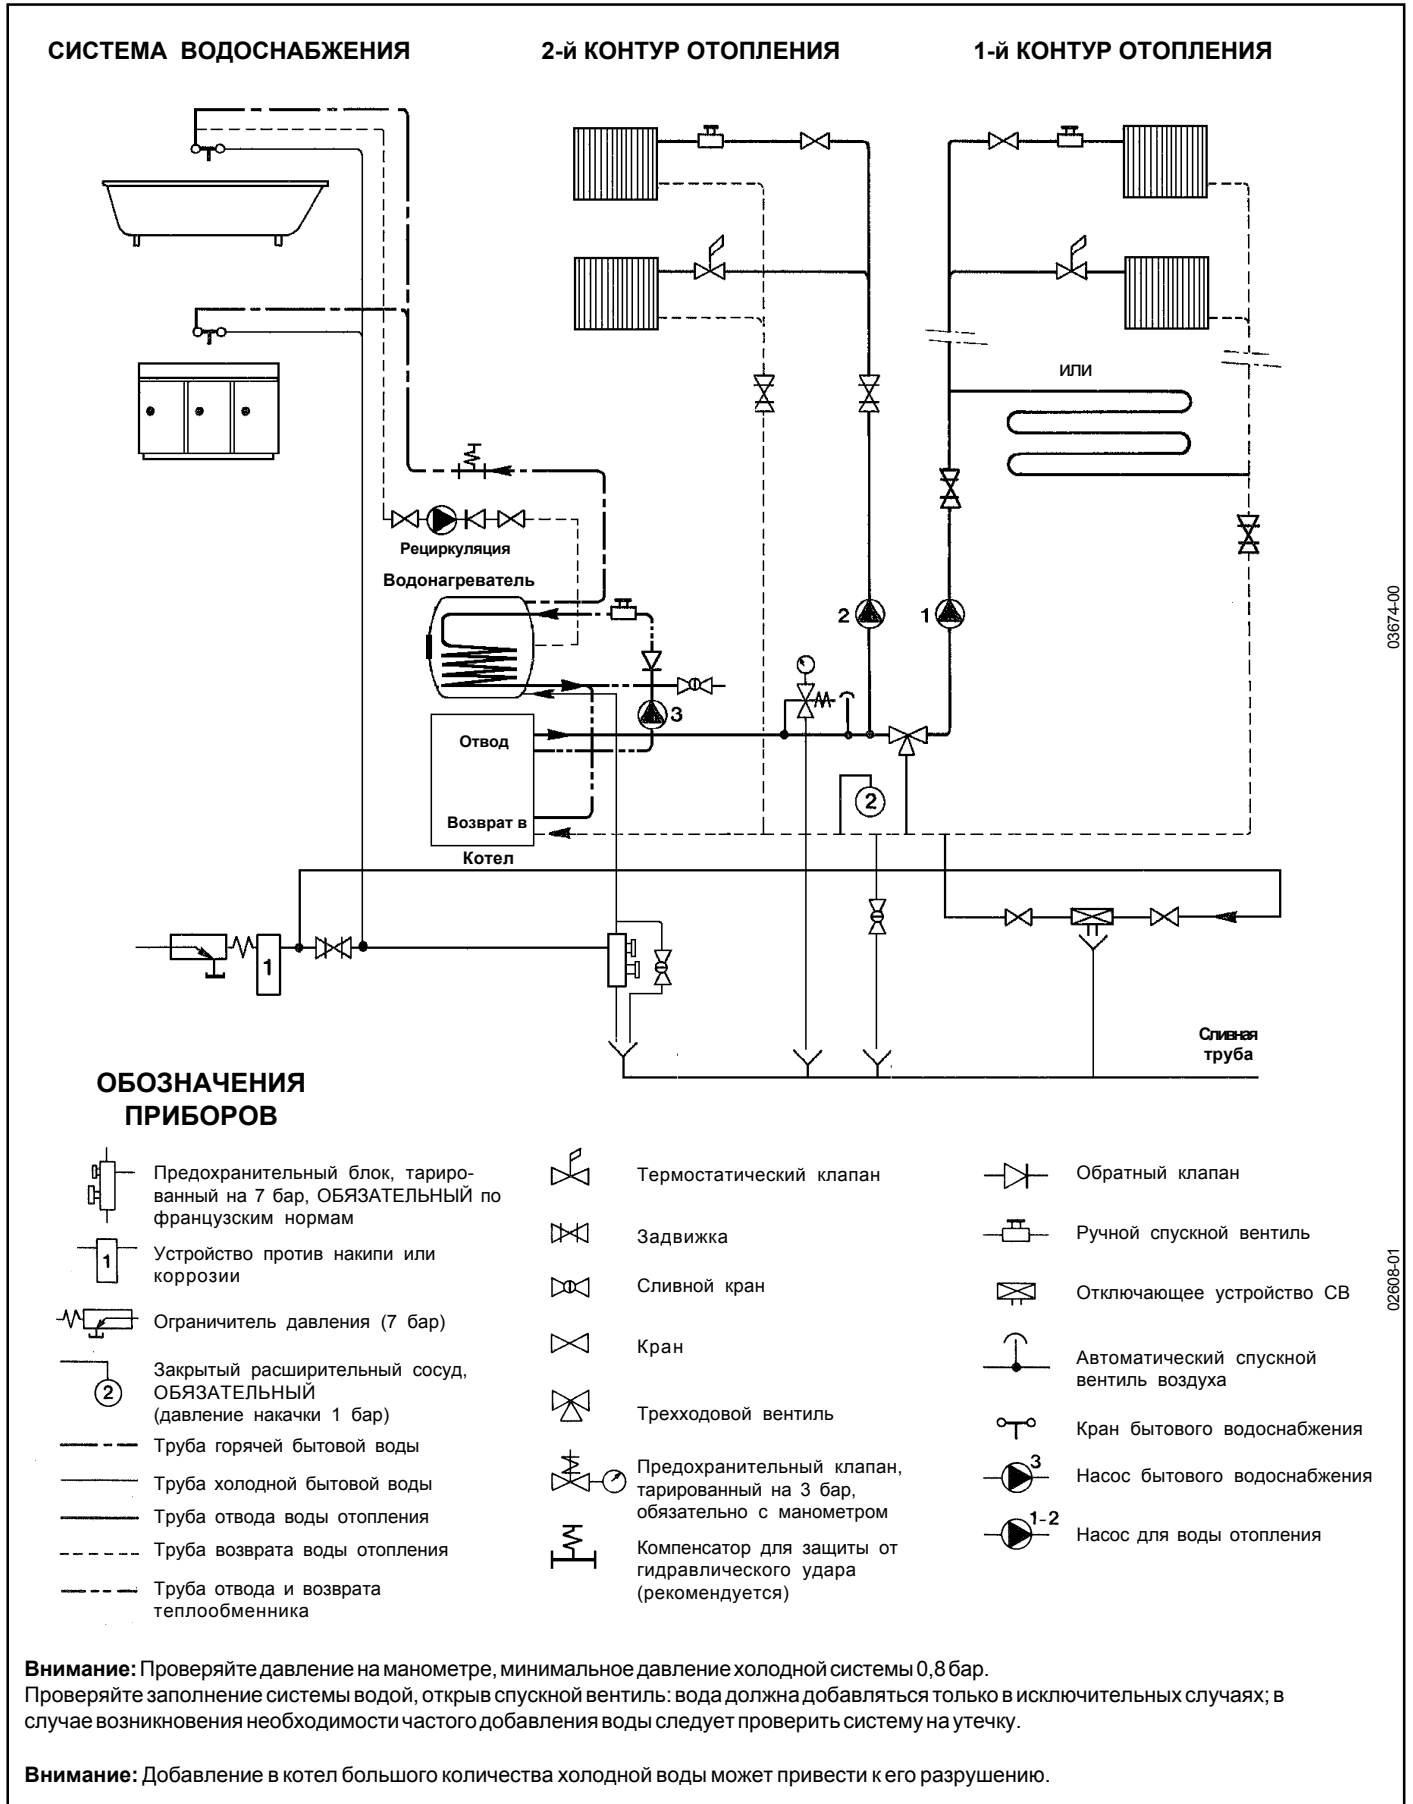 СИСТЕМА ВОДОСНАБЖЕНИЯ
2-й КОНТУР ОТОПЛЕНИЯ
1-й КОНТУР ОТОПЛЕНИЯ
ИЛИ
Рециркуляция
Водонагреватель
2
1
3
Отвод
2
Возврат в
Котел
1
Сливная
труба
03674-00
ОБОЗНАЧЕНИЯ
ПРИБОРОВ
Предохранительный блок, тариро-
ванный на 7 бар, ОБЯЗАТЕЛЬНЫЙ по
французским нормам
1
Устройство против накипи или
коррозии
Ограничитель давления (7 бар)
2
Закрытый расширительный сосуд,
ОБЯЗАТЕЛЬНЫЙ
(давление накачки 1 бар)
Труба горячей бытовой воды
Труба холодной бытовой воды
Труба отвода воды отопления
Труба возврата воды отопления
Труба отвода и возврата
теплообменника
Термостатический клапан
Задвижка
Сливной кран
Кран
Трехходовой вентиль
Предохранительный клапан,
тарированный на 3 бар,
обязательно с манометром
Компенсатор для защиты от
гидравлического удара
(рекомендуется)
Обратный клапан
Ручной спускной вентиль
Отключающее устройство СВ
Автоматический спускной
вентиль воздуха
Кран бытового водоснабжения
3
Насос бытового водоснабжения
1-2
Насос для воды отопления
02608-01
Внимание: Проверяйте давление на манометре, минимальное давление холодной системы 0,8 бар.
Проверяйте заполнение системы водой, открыв спускной вентиль: вода должна добавляться только в исключительных случаях; в
случае возникновения необходимости частого добавления воды следует проверить систему на утечку.
Внимание: Добавление в котел большого количества холодной воды может привести к его разрушению.